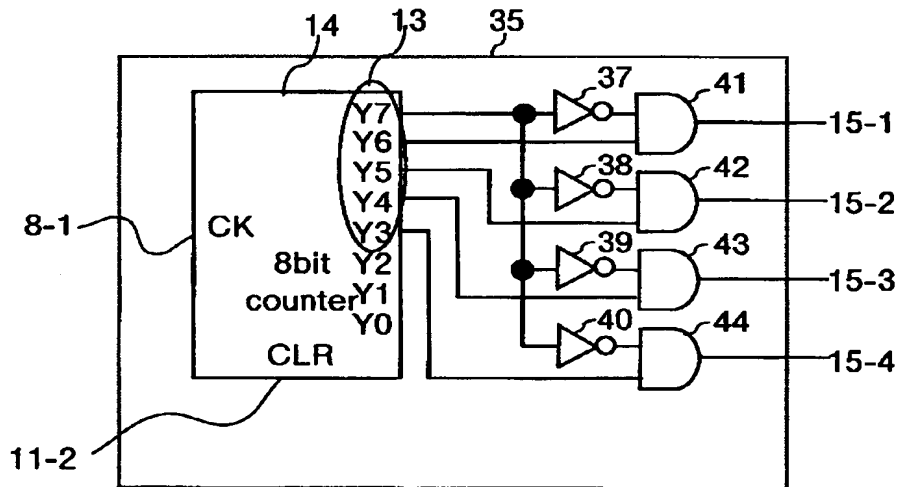 14 13 35
37 41
Y7 15-1
Y6
Y5 38 42
Y4 15-2
8-1 CK Y3 39 43
8bit Y2
counter Y1 15-3
Y0 40 44
CLR 15-4
11-2